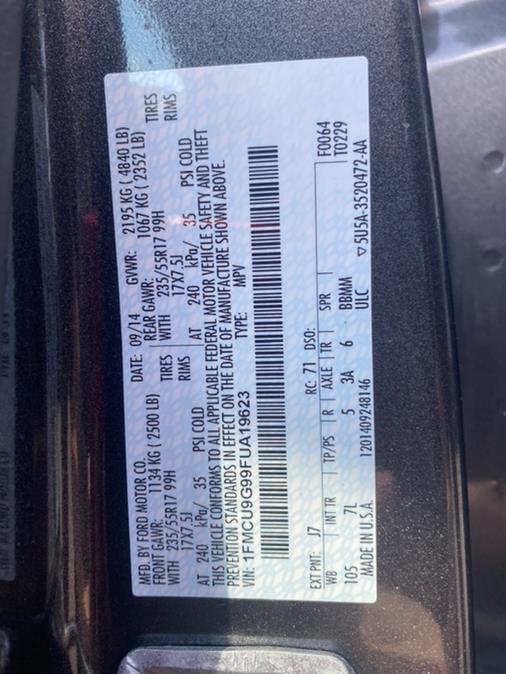 MFD. BY FORD MOTOR CO. DATE: 09/14 GVWR: 2195 KG ( 4840 LB)
FRONT GAWR: 1134 KG ( 2500 LB) REAR GAWR: 1067 KG ( 2352 LB)
WITH 235/55R17 99H TIRES WITH 235/55R17 99H TIRES
17X7.5J RIMS 17X7.5J RIMS
AT 240 kPa/ 35 PSI COLD AT 240 kPa/ 35 PSI COLD
THIS VEHICLE CONFORMS TO ALL APPLICABLE FEDERAL MOTOR VEHICLE SAFETY AND THEFT
PREVENTION STANDARDS IN EFFECT ON THE DATE OF MANUFACTURE SHOWN ABOVE.
VIN: 1FMCU9G99FUA19623 TYPE: MPV
F0064
EXT PNT: J7 RC: 71 DSO: T0229
WB INT TR TP/PS R AXLE TR SPR
105 7L 5 3A 6 BBMM
MADE IN U.S.A. 1201409248146 ULC ▽5U5A-3520472-AA